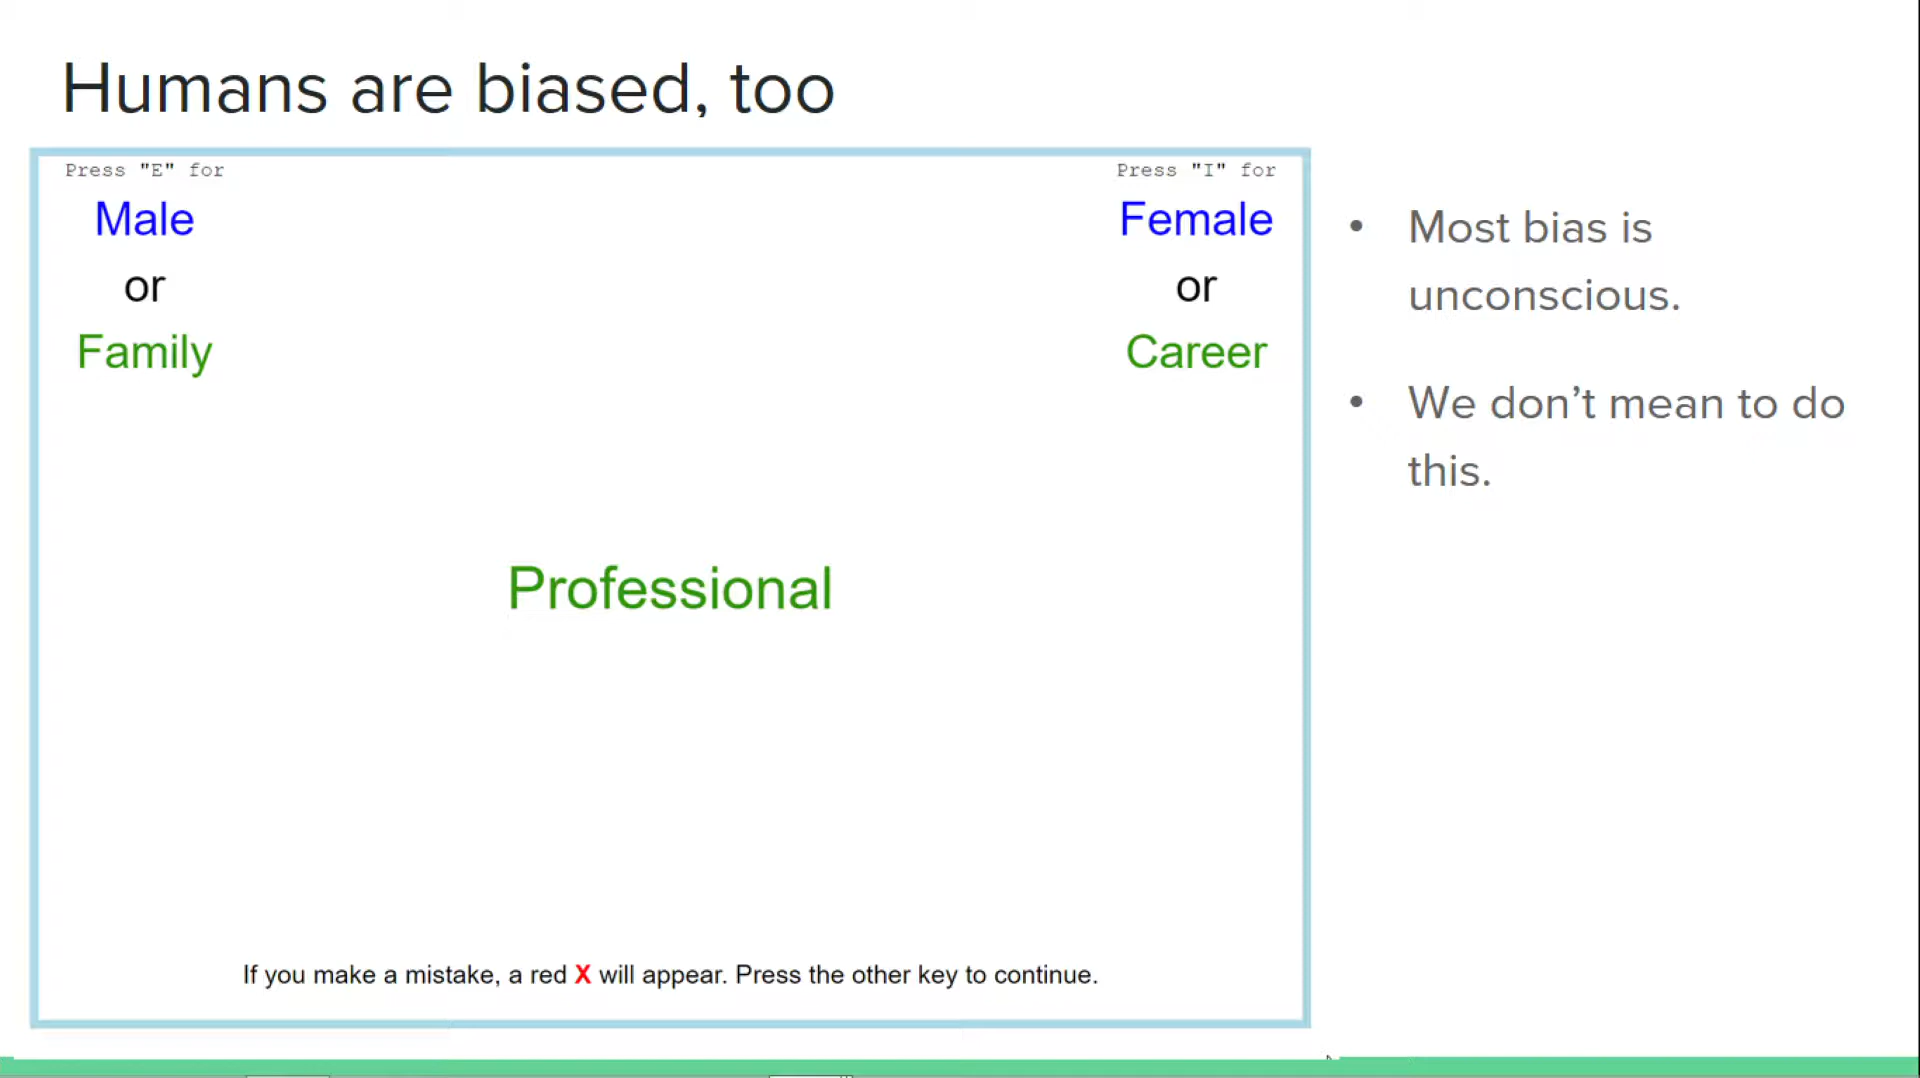 Humans are biased, too
Press "E" for
Male
or
Family
Press "I" for
Female
or
Career
Professional
If you make a mistake, a red X will appear. Press the other key to continue.
• Most bias is
unconscious.
• We don’t mean to do
this.